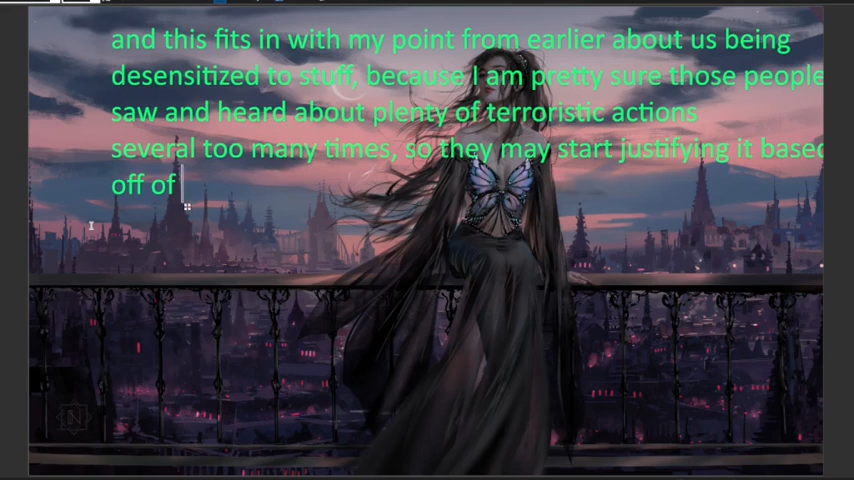 and this fits in with my point from earlier about us being
desensitized to stuff, because I am pretty sure those people
saw and heard about plenty of terroristic actions
several too many times, so they may start justifying it based
off of